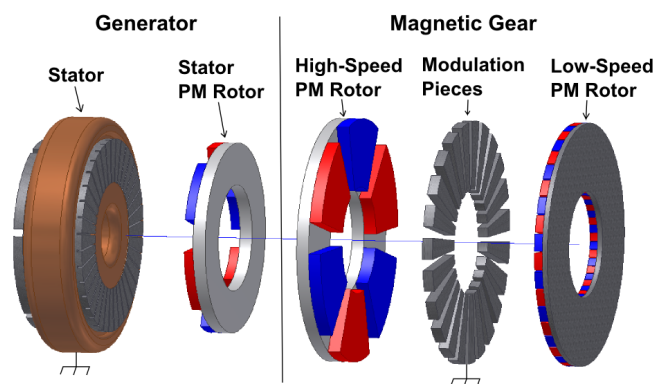 Generator
Magnetic Gear
Stator
Stator
PM Rotor
High-Speed
PM Rotor
Modulation
Pieces
Low-Speed
PM Rotor